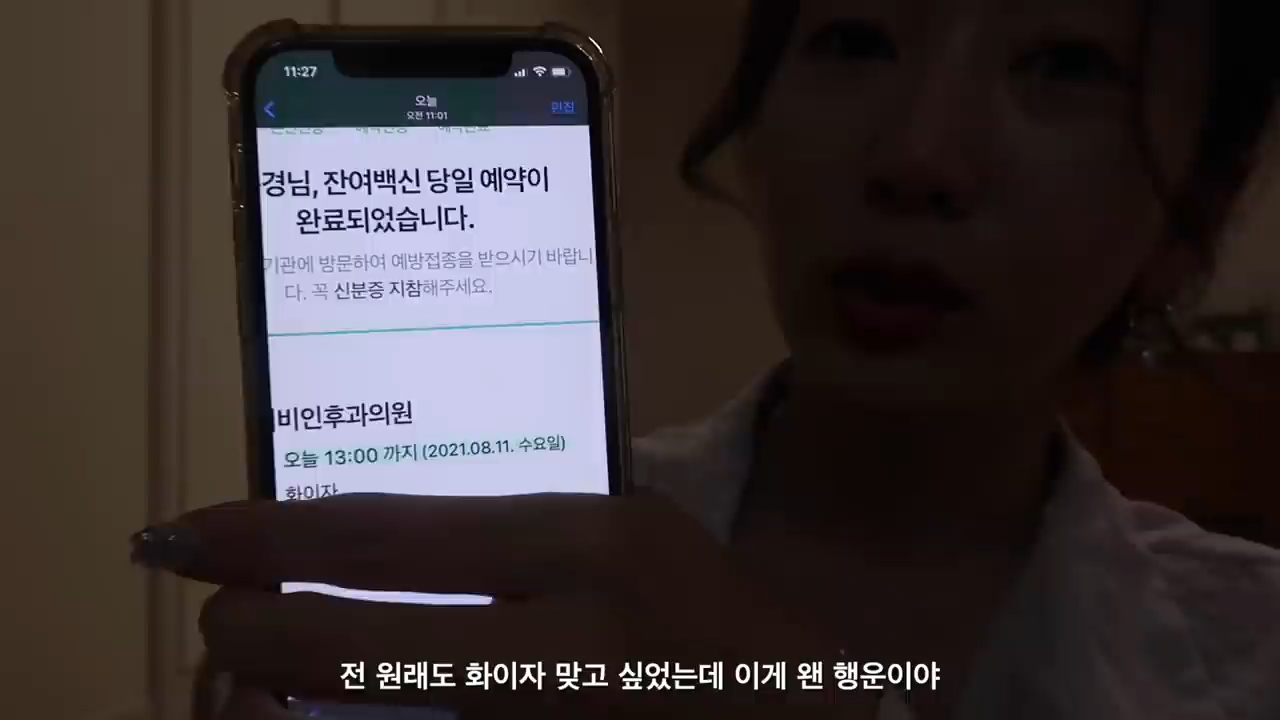 11:27
오늘
오전 11:01
편집
경님, 잔여백신 당일 예약이
완료되었습니다.
기관에 방문하여 예방접종을 받으시기 바랍니
다. 꼭 신분증 지참해주세요.
비인후과의원
오늘 13:00 까지 (2021.08.11. 수요일)
화이자
전 원래도 화이자 맞고 싶었는데 이게 왠 행운이야